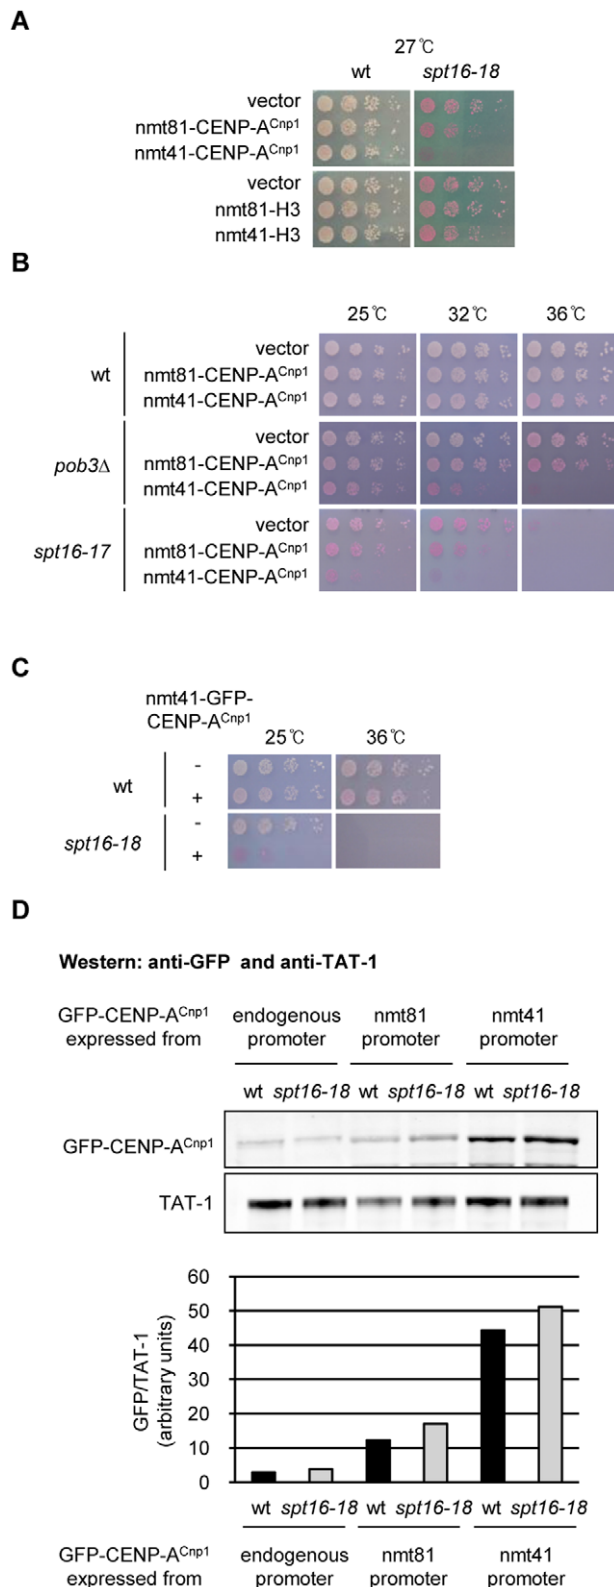 A
27℃
wt spt16-18
vector
nmt81-CENP-ACnp1
nmt41-CENP-ACnp1
vector
nmt81-H3
nmt41-H3
B
25℃ 32℃ 36℃
wt
vector
nmt81-CENP-ACnp1
nmt41-CENP-ACnp1
pob3Δ
vector
nmt81-CENP-ACnp1
nmt41-CENP-ACnp1
spt16-17
vector
nmt81-CENP-ACnp1
nmt41-CENP-ACnp1
C
nmt41-GFP-
CENP-ACnp1
25℃ 36℃
wt
-
+
spt16-18
-
+
D
Western: anti-GFP and anti-TAT-1
GFP-CENP-ACnp1 endogenous nmt81 nmt41
expressed from promoter promoter promoter
wt spt16-18 wt spt16-18 wt spt16-18
GFP-CENP-ACnp1
TAT-1
GFP/TAT-1
(arbitrary units)
60
50
40
30
20
10
0
wt spt16-18 wt spt16-18 wt spt16-18
GFP-CENP-ACnp1 endogenous nmt81 nmt41
expressed from promoter promoter promoter